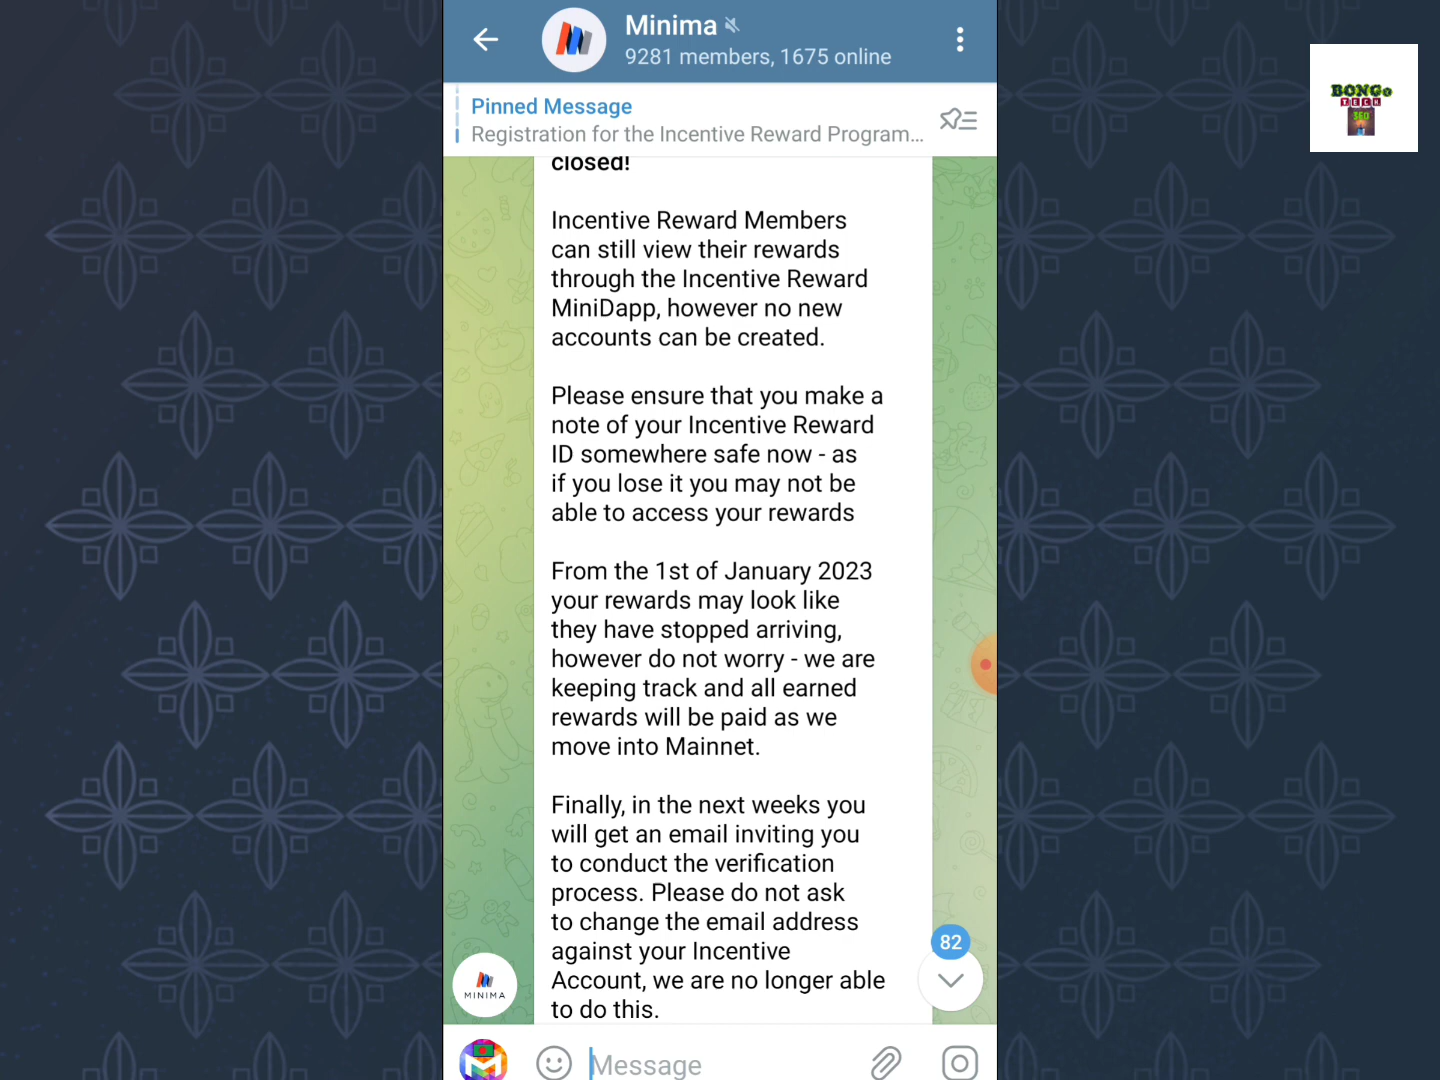 Minima
9281 members, 1675 online
Pinned Message
Registration for the Incentive Reward Program...
closed!
Incentive Reward Members
can still view their rewards
through the Incentive Reward
MiniDapp, however no new
accounts can be created.
Please ensure that you make a
note of your Incentive Reward
ID somewhere safe now - as
if you lose it you may not be
able to access your rewards
From the 1st of January 2023
your rewards may look like
they have stopped arriving,
however do not worry - we are
keeping track and all earned
rewards will be paid as we
move into Mainnet.
Finally, in the next weeks you
will get an email inviting you
to conduct the verification
process. Please do not ask
to change the email address
against your Incentive
Account, we are no longer able
to do this.
82
MINIMA
Message
BONGo
TECH
360